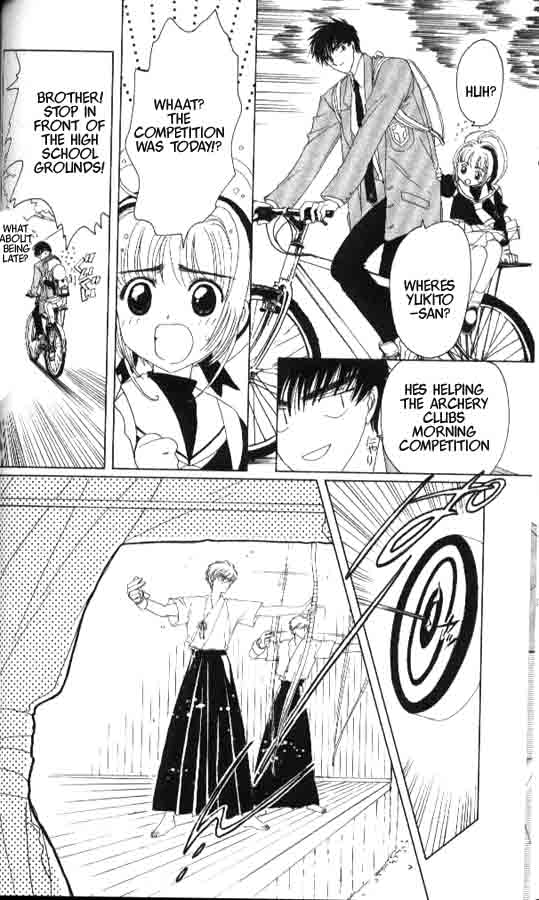 HUH?
WHERES
YUKITO
-SAN?
HES HELPING
THE ARCHERY
CLUBS
MORNING
COMPETITION
WHAAT?
THE
COMPETITION
WAS TODAY!?
BROTHER!
STOP IN
FRONT OF
THE HIGH
SCHOOL
GROUNDS!
WHAT
ABOUT
BEING
LATE?